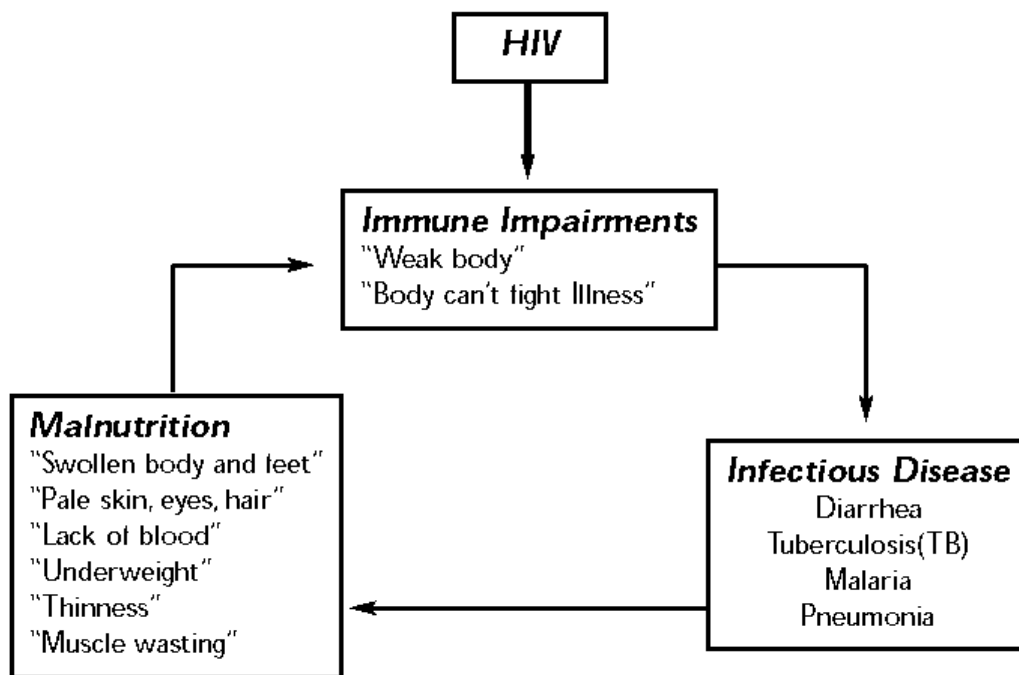 HIV
Immune Impairments
"Weak body"
"Body can't fight Illness"
Malnutrition
"Swollen body and feet"
"Pale skin, eyes, hair"
"Lack of blood"
"Underweight"
"Thinness"
"Muscle wasting"
Infectious Disease
Diarrhea
Tuberculosis(TB)
Malaria
Pneumonia